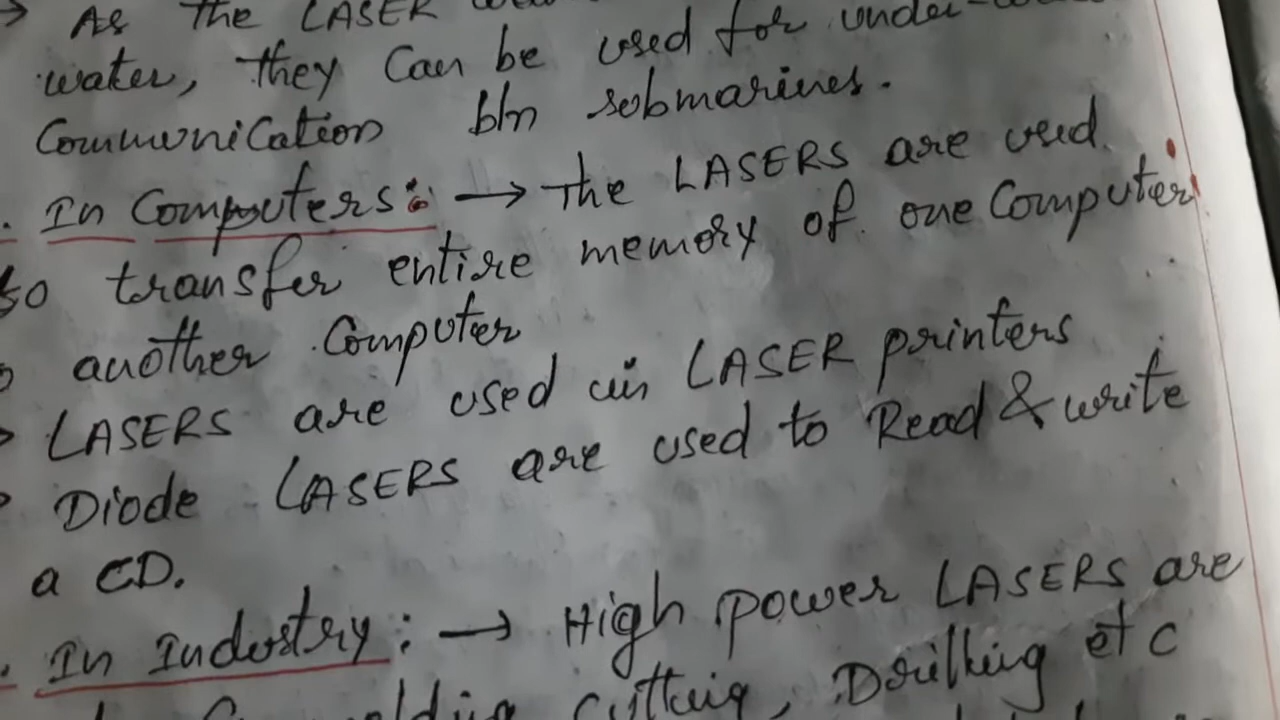 → As the LASER
water, they can be used for under-
Communication b/n submarines.
. In Computers: → the LASERS are used
to transfer entire memory of one Computer
another Computer
LASERS are used in LASER printers
Diode LASERS are used to Read & write
a CD.
. In Industry: → High power LASERS are
Cutting, Drilling etc